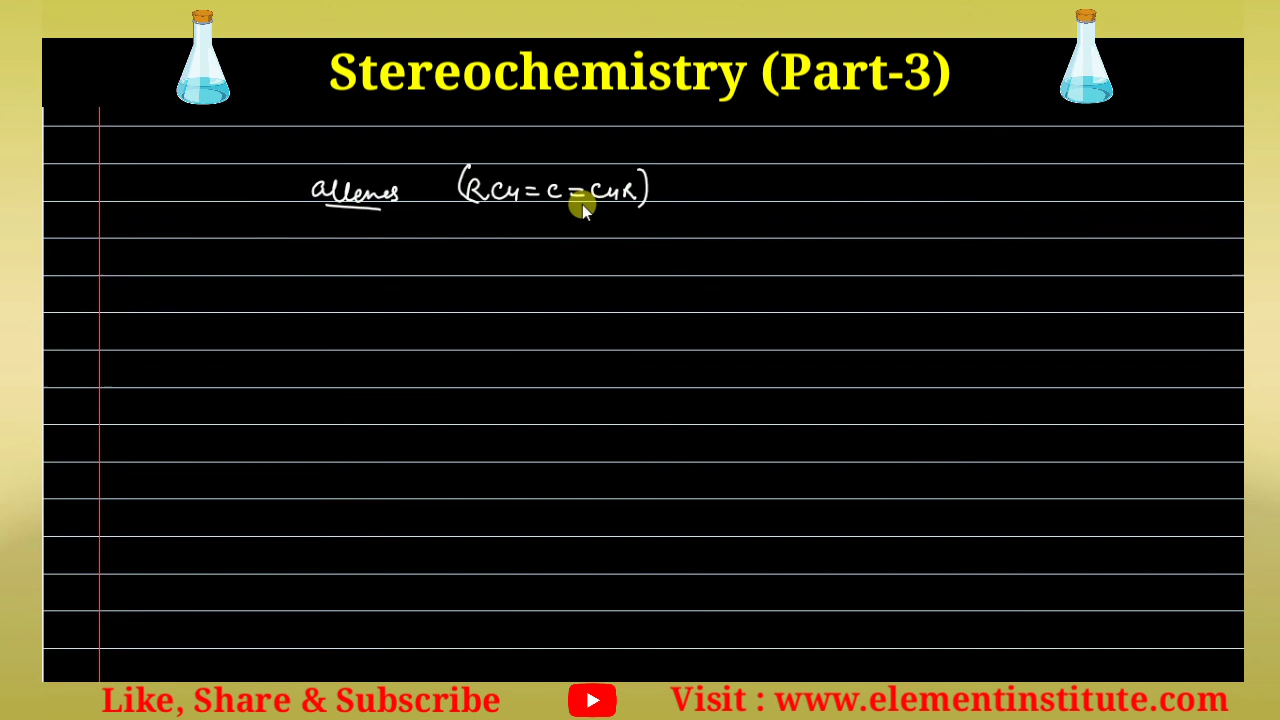 Stereochemistry (Part-3)
allenes (RCH=C=CHR)
Like, Share & Subscribe Visit : www.elementinstitute.com